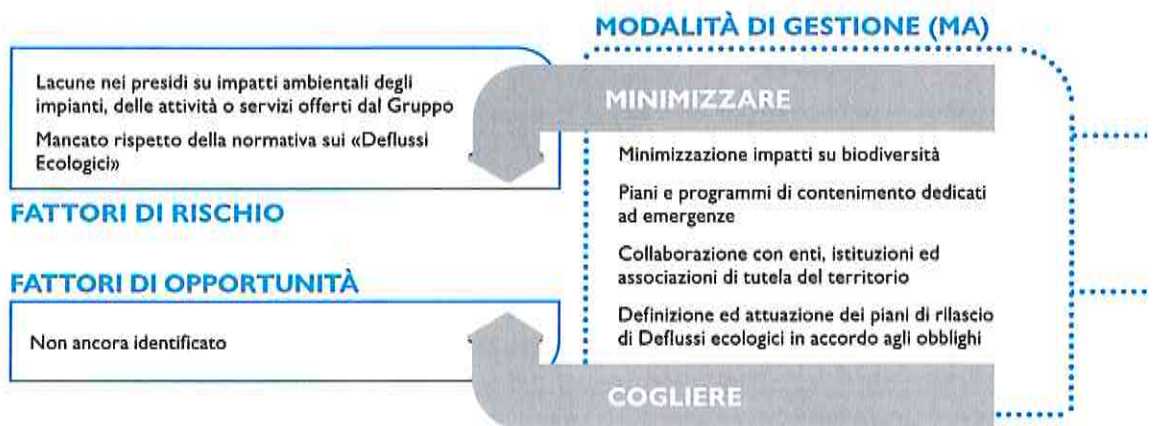 MODALITÀ DI GESTIONE (MA)
Lacune nei presidi su impatti ambientali degli
impianti, delle attività o servizi offerti dal Gruppo
Mancato rispetto della normativa sui «Deflussi
Ecologici»
FATTORI DI RISCHIO
FATTORI DI OPPORTUNITÀ
Non ancora identificato
MINIMIZZARE
Minimizzazione impatti su biodiversità
Piani e programmi di contenimento dedicati
ad emergenze
Collaborazione con enti, istituzioni ed
associazioni di tutela del territorio
Definizione ed attuazione dei piani di rilascio
di Deflussi ecologici in accordo agli obblighi
COGLIERE